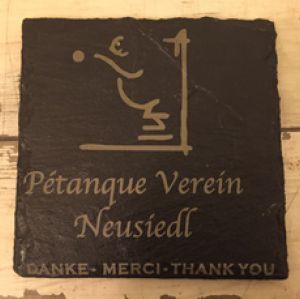 Pétanque Verein
Neusiedl
DANKE - MERCI - THANK YOU